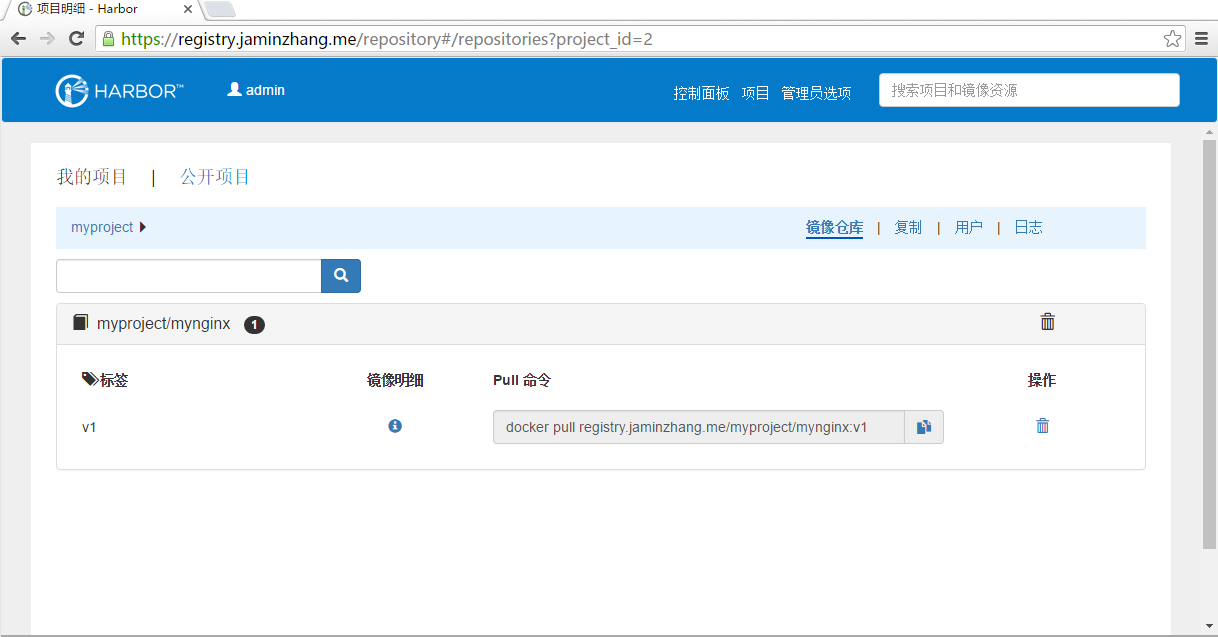 项目明细 - Harbor
https://registry.jaminzhang.me/repository#/repositories?project_id=2
HARBOR™ admin 控制面板 项目 管理员选项 搜索项目和镜像资源
我的项目 | 公开项目
myproject 镜像仓库 | 复制 | 用户 | 日志
myproject/mynginx 1
标签 镜像明细 Pull 命令 操作
v1 docker pull registry.jaminzhang.me/myproject/mynginx:v1